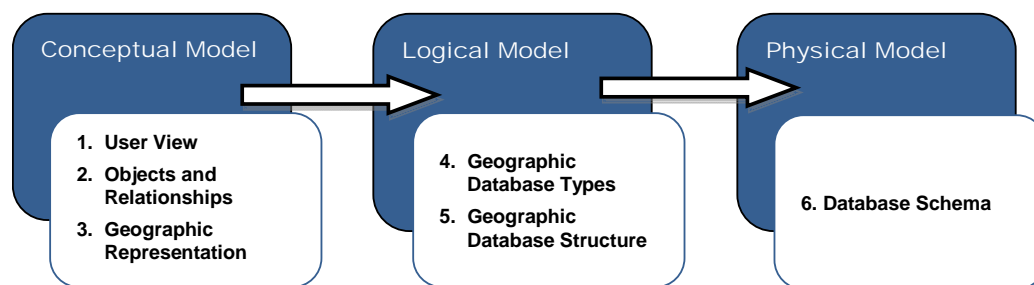 Conceptual Model
1. User View
2. Objects and
Relationships
3. Geographic
Representation
Logical Model
4. Geographic
Database Types
5. Geographic
Database Structure
Physical Model
6. Database Schema